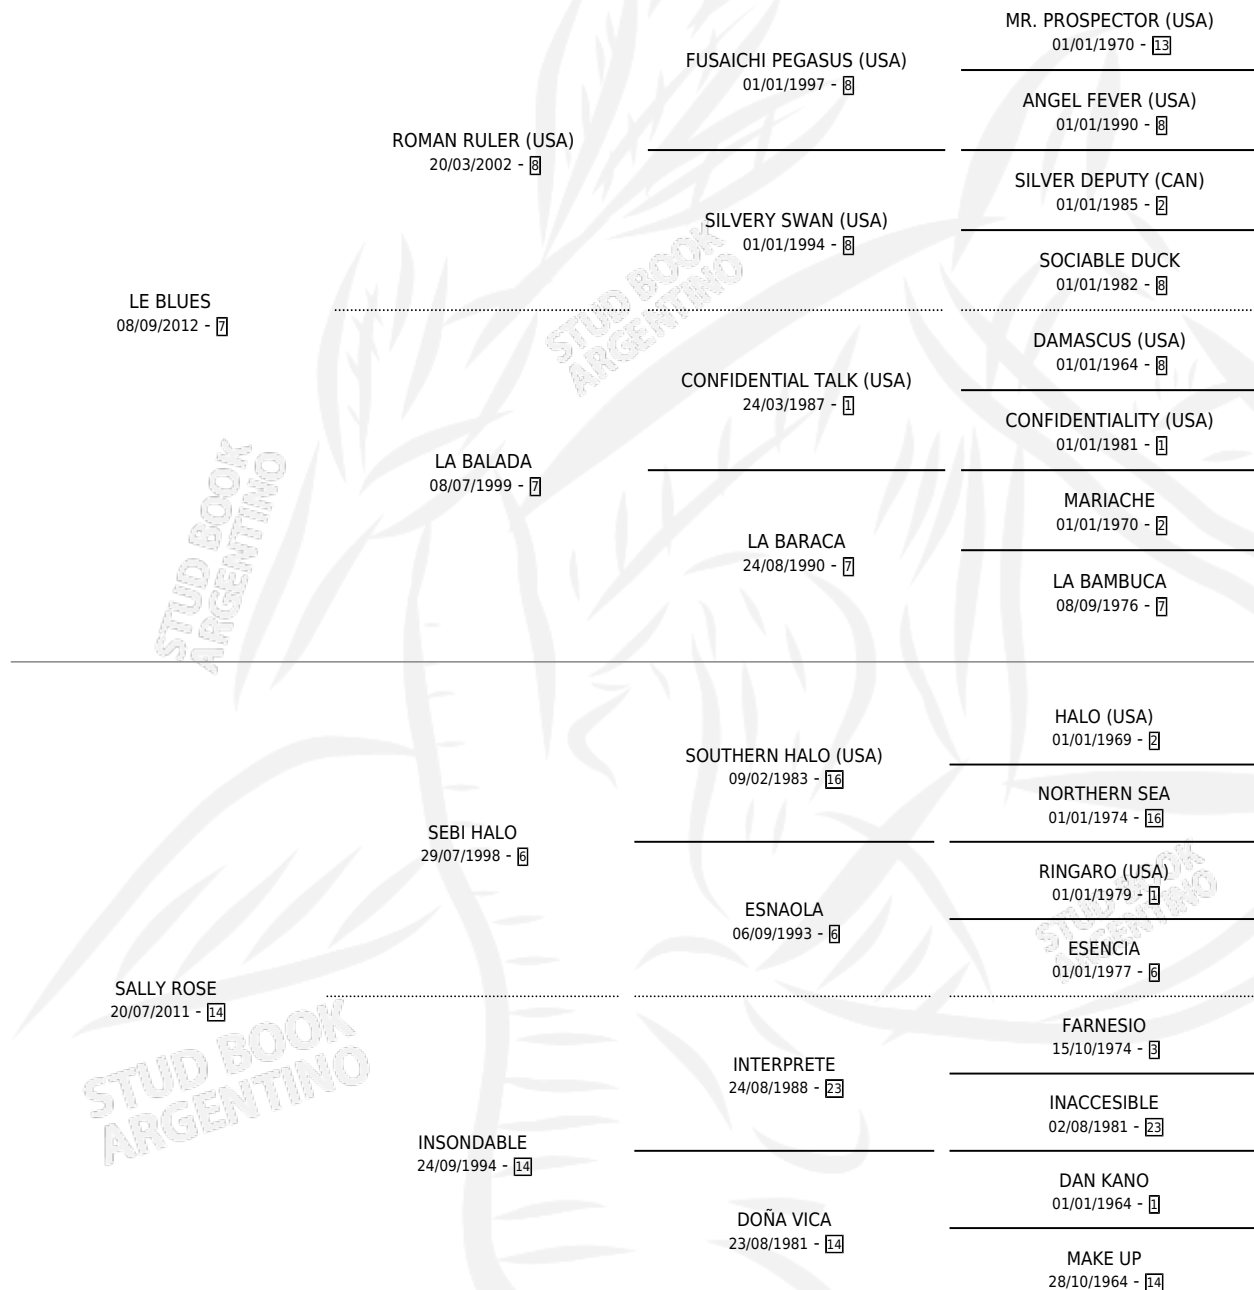 MR. PROSPECTOR (USA)
01/01/1970 - 13
FUSAICHI PEGASUS (USA)
01/01/1997 - 8
ANGEL FEVER (USA)
01/01/1990 - 8
ROMAN RULER (USA)
20/03/2002 - 8
SILVER DEPUTY (CAN)
01/01/1985 - 2
SILVERY SWAN (USA)
01/01/1994 - 8
SOCIABLE DUCK
01/01/1982 - 8
LE BLUES
08/09/2012 - 7
DAMASCUS (USA)
01/01/1964 - 8
CONFIDENTIAL TALK (USA)
24/03/1987 - 1
CONFIDENTIALITY (USA)
01/01/1981 - 1
LA BALADA
08/07/1999 - 7
MARIACHE
01/01/1970 - 2
LA BARACA
24/08/1990 - 7
LA BAMBUCA
08/09/1976 - 7
HALO (USA)
01/01/1969 - 2
SOUTHERN HALO (USA)
09/02/1983 - 16
NORTHERN SEA
01/01/1974 - 16
SEBI HALO
29/07/1998 - 6
RINGARO (USA)
01/01/1979 - 1
ESNAOLA
06/09/1993 - 6
ESENCIA
01/01/1977 - 6
SALLY ROSE
20/07/2011 - 14
FARNESIO
15/10/1974 - 3
INTERPRETE
24/08/1988 - 23
INACCESIBLE
02/08/1981 - 23
INSONDABLE
24/09/1994 - 14
DAN KANO
01/01/1964 - 1
DOÑA VICA
23/08/1981 - 14
MAKE UP
28/10/1964 - 14
STUD BOOK
ARGENTINO
STUD BOOK
ARGENTINO
STUD BOOK
ARGENTINO
STUD BOOK
ARGENTINO